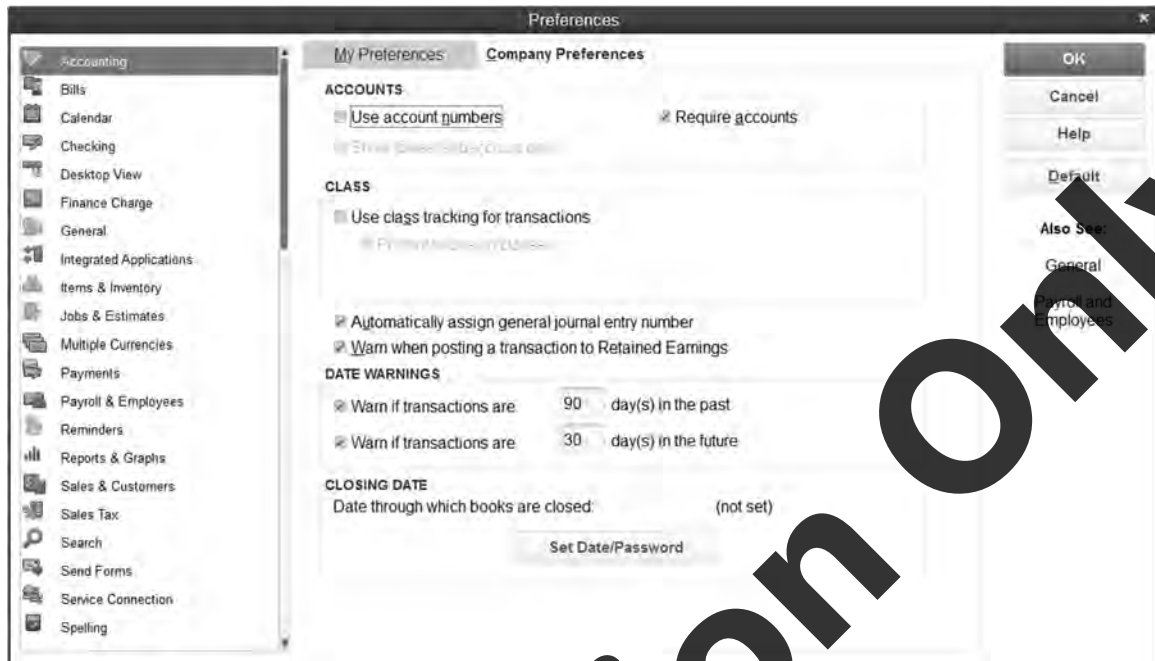 Preferences
Accounting
Bills
Calendar
Checking
Desktop View
Finance Charge
General
Integrated Applications
Items & Inventory
Jobs & Estimates
Multiple Currencies
Payments
Payroll & Employees
Reminders
Reports & Graphs
Sales & Customers
Sales Tax
Search
Send Forms
Service Connection
Spelling
My Preferences Company Preferences
ACCOUNTS
Use account numbers Require accounts
CLASS
Use class tracking for transactions
Automatically assign general journal entry number
Warn when posting a transaction to Retained Earnings
DATE WARNINGS
Warn if transactions are 90 day(s) in the past
Warn if transactions are 30 day(s) in the future
CLOSING DATE
Date through which books are closed: (not set)
Set Date/Password
OK
Cancel
Help
Default
Also See:
General
Payroll and
Employees
on Only